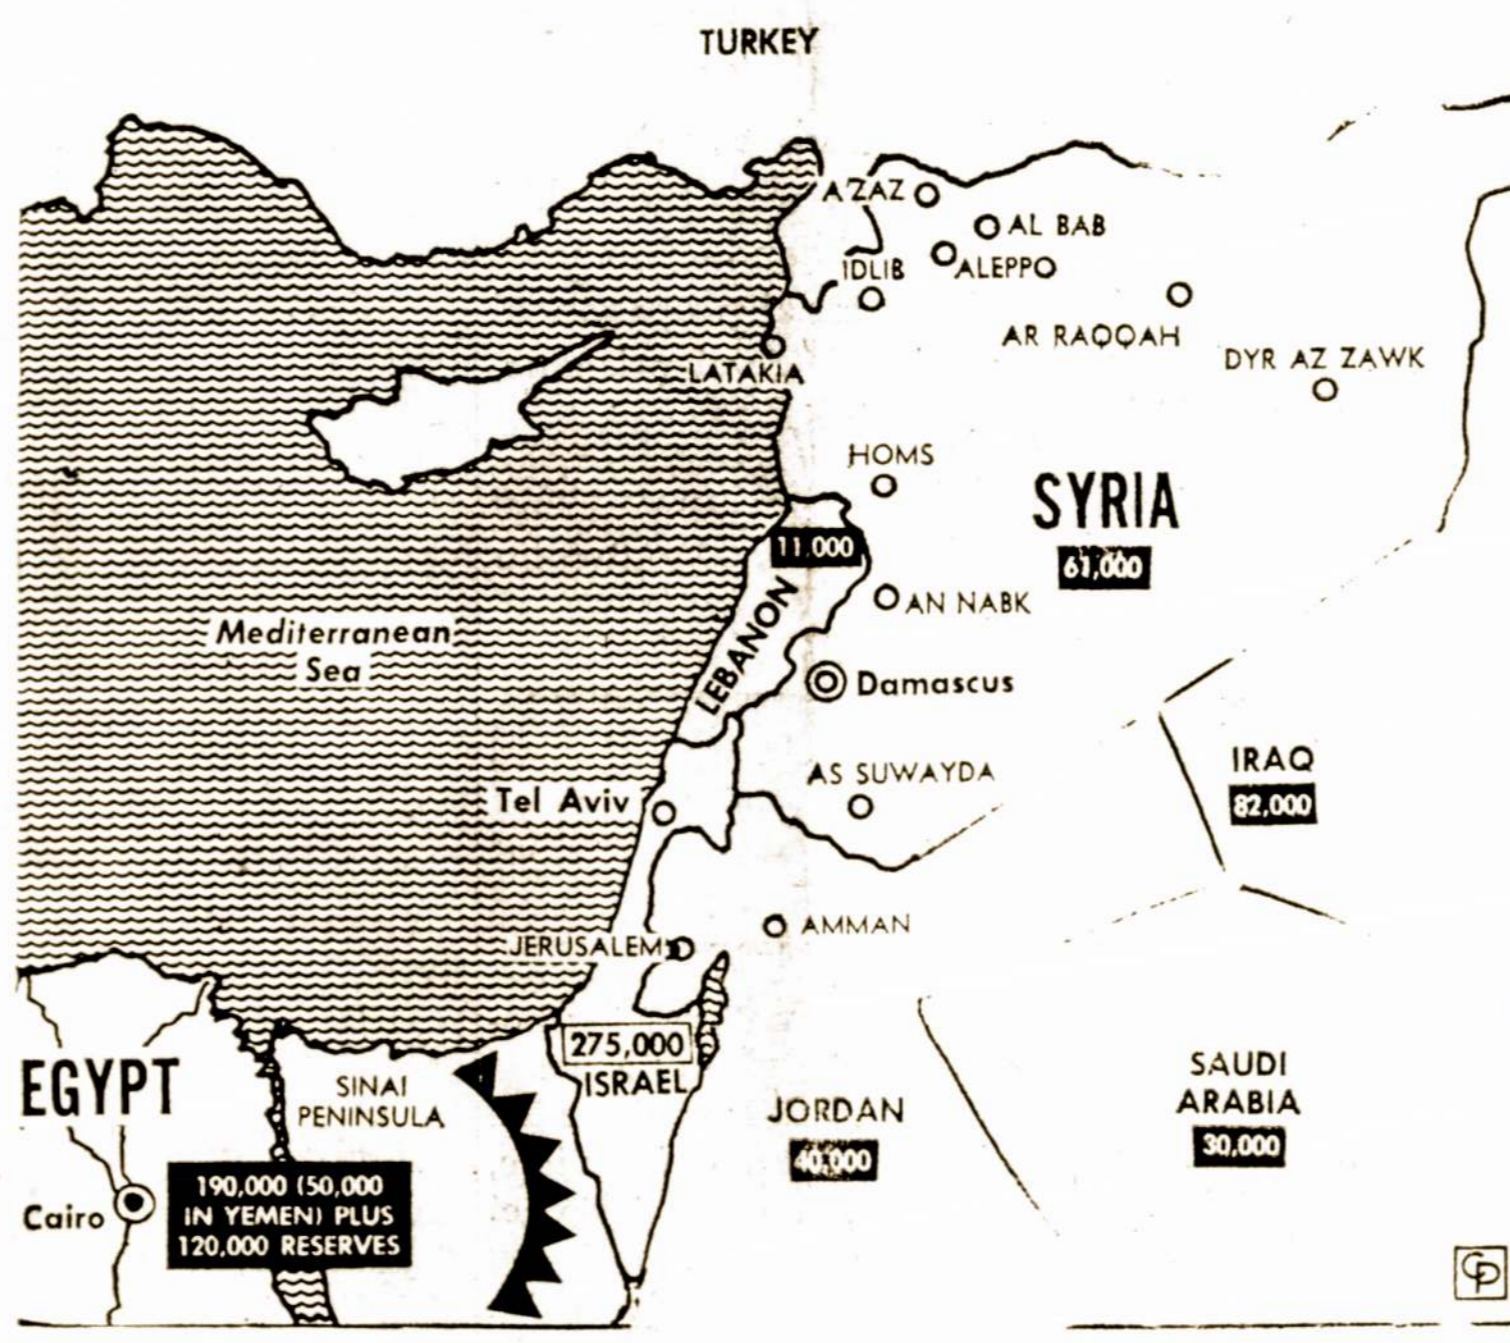 TURKEY
A'ZAZ
AL BAB
IDLIB
ALEPPO
AR RAQQAH
DYR AZ ZAWK
LATAKIA
HOMS
SYRIA
61,000
11,000
LEBANON
AN NABK
Mediterranean
Sea
Damascus
IRAQ
82,000
AS SUWAYDA
Tel Aviv
AMMAN
JERUSALEM
275,000
ISRAEL
EGYPT
SINAI
PENINSULA
JORDAN
40,000
SAUDI
ARABIA
30,000
Cairo
190,000 (50,000
IN YEMEN) PLUS
120,000 RESERVES
CP